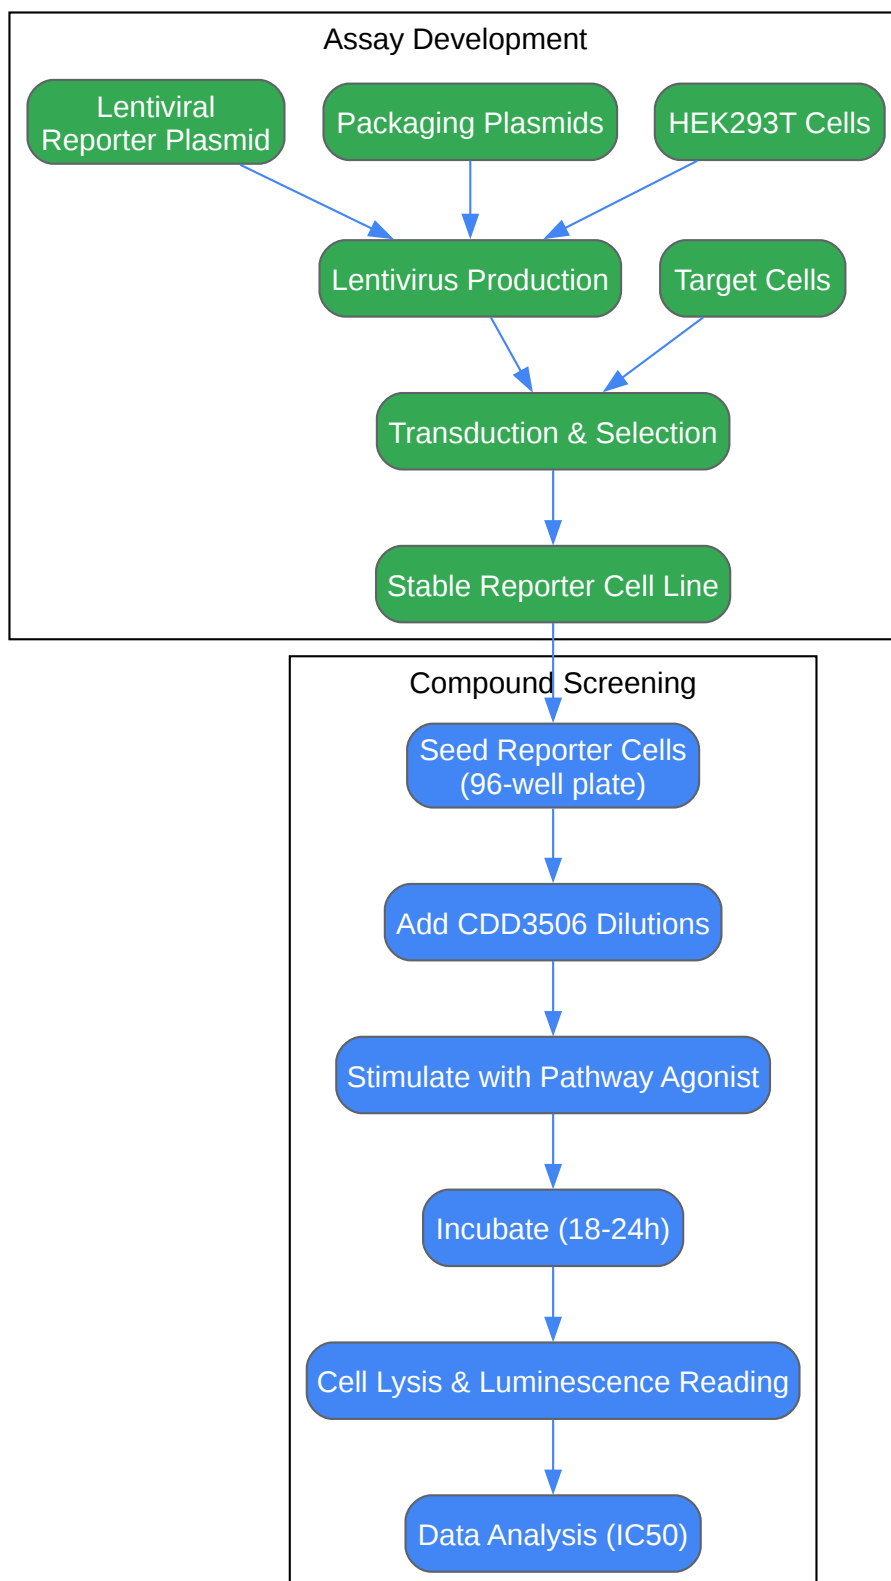 Assay Development
Lentiviral
Reporter Plasmid
Packaging Plasmids
HEK293T Cells
Lentivirus Production
Target Cells
Transduction & Selection
Stable Reporter Cell Line
Compound Screening
Seed Reporter Cells
(96-well plate)
Add CDD3506 Dilutions
Stimulate with Pathway Agonist
Incubate (18-24h)
Cell Lysis & Luminescence Reading
Data Analysis (IC50)